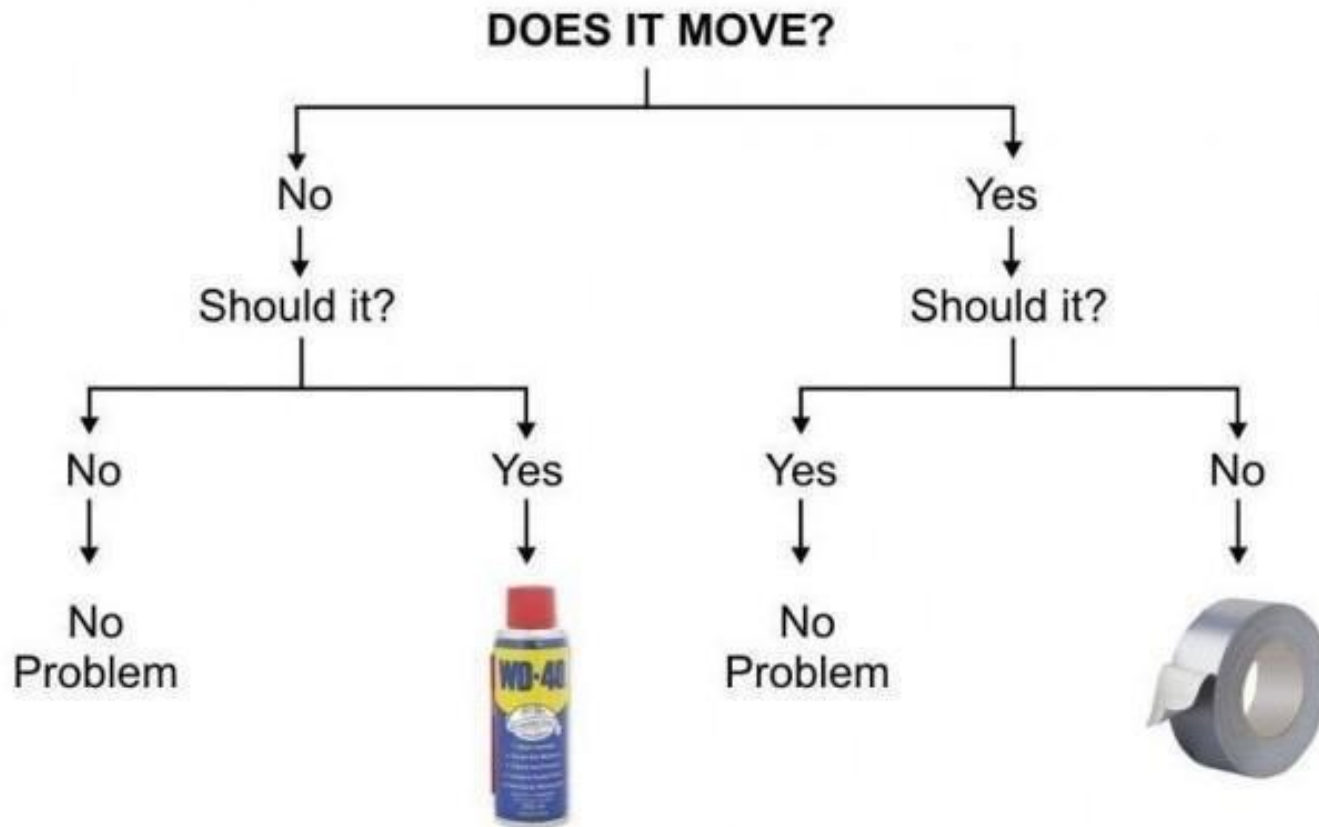 DOES IT MOVE?
No
Yes
Should it?
Should it?
No
Yes
Yes
No
No
Problem
No
Problem
WD-40